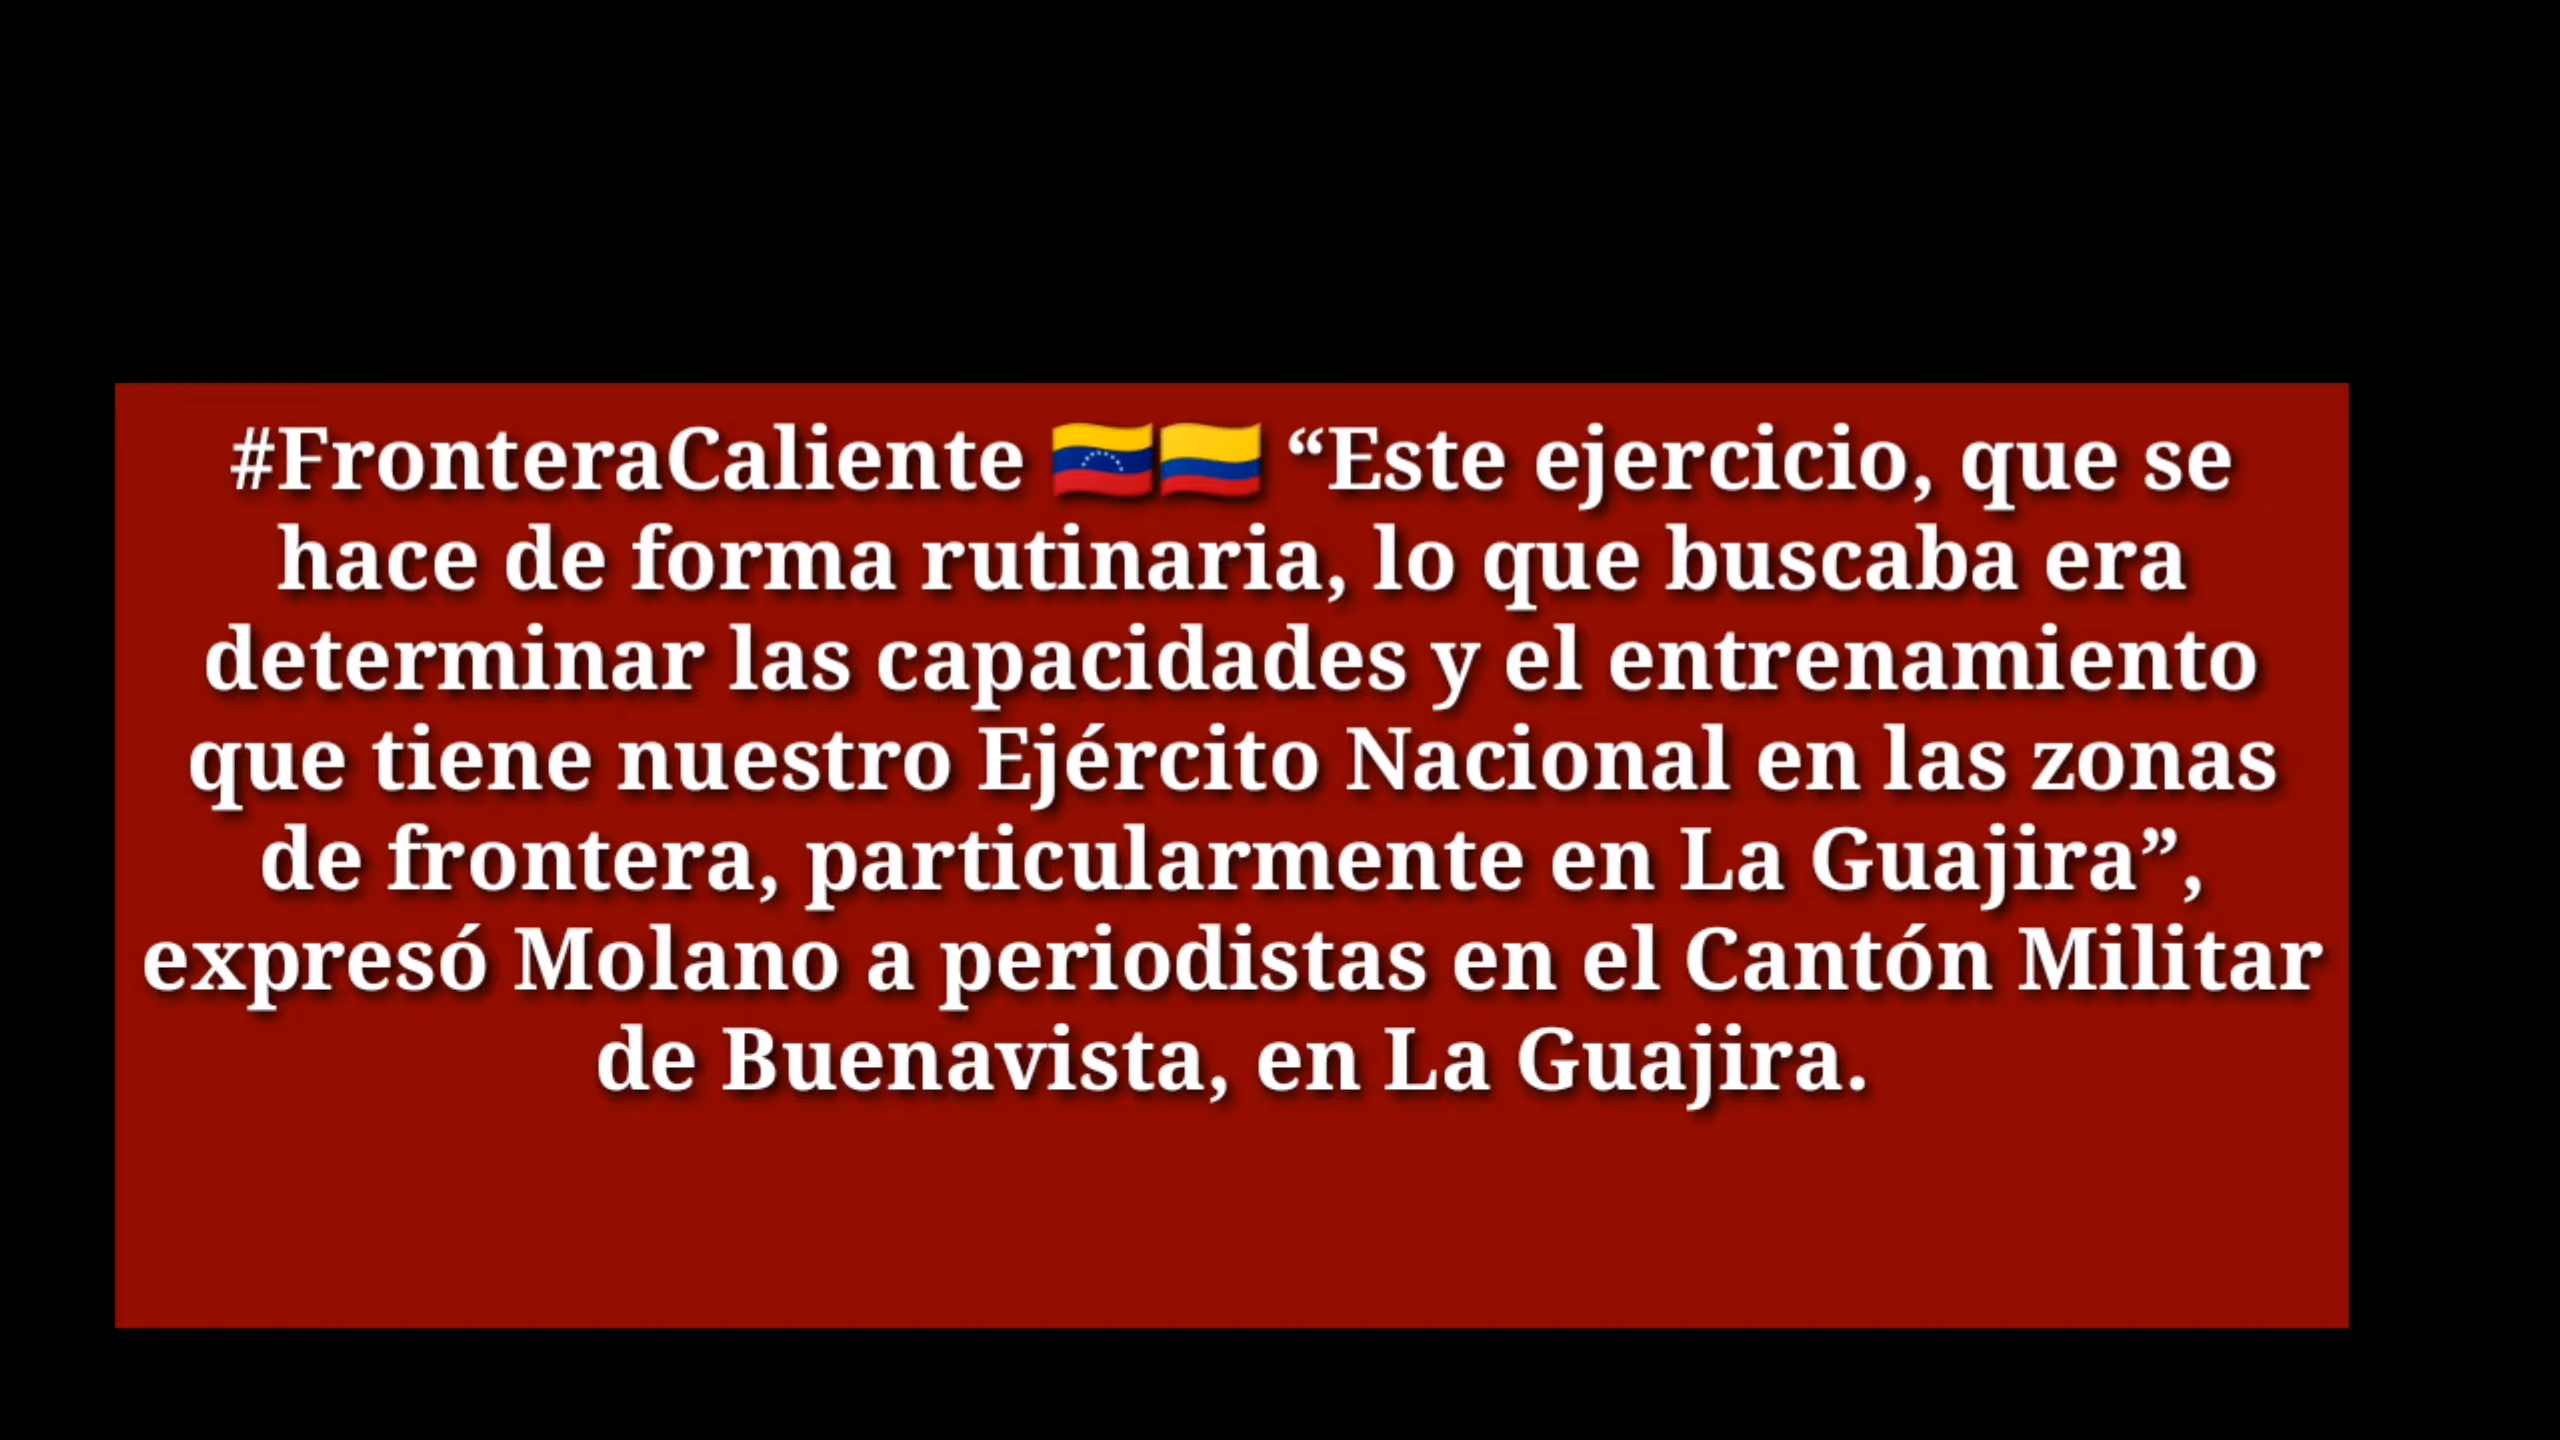 #FronteraCaliente 🇻🇪🇨🇴 “Este ejercicio, que se
hace de forma rutinaria, lo que buscaba era
determinar las capacidades y el entrenamiento
que tiene nuestro Ejército Nacional en las zonas
de frontera, particularmente en La Guajira”,
expresó Molano a periodistas en el Cantón Militar
de Buenavista, en La Guajira.